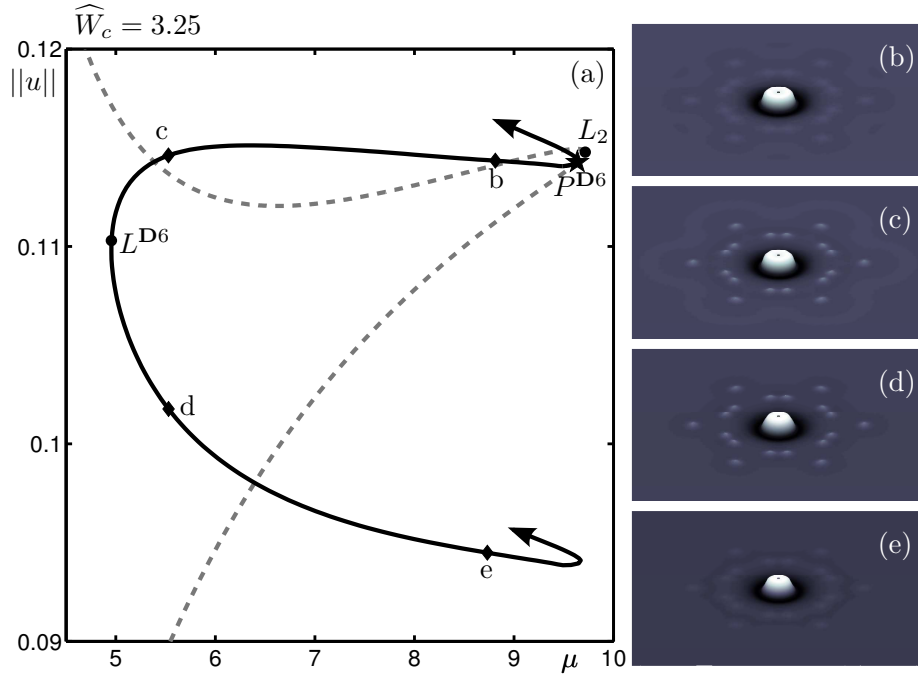 Ŵ_c = 3.25
0.12
||u||
(a)
c
L₂
b
P^D6
0.11
L^D6
d
0.1
e
0.09
5
6
7
8
9
10
μ
(b)
(c)
(d)
(e)